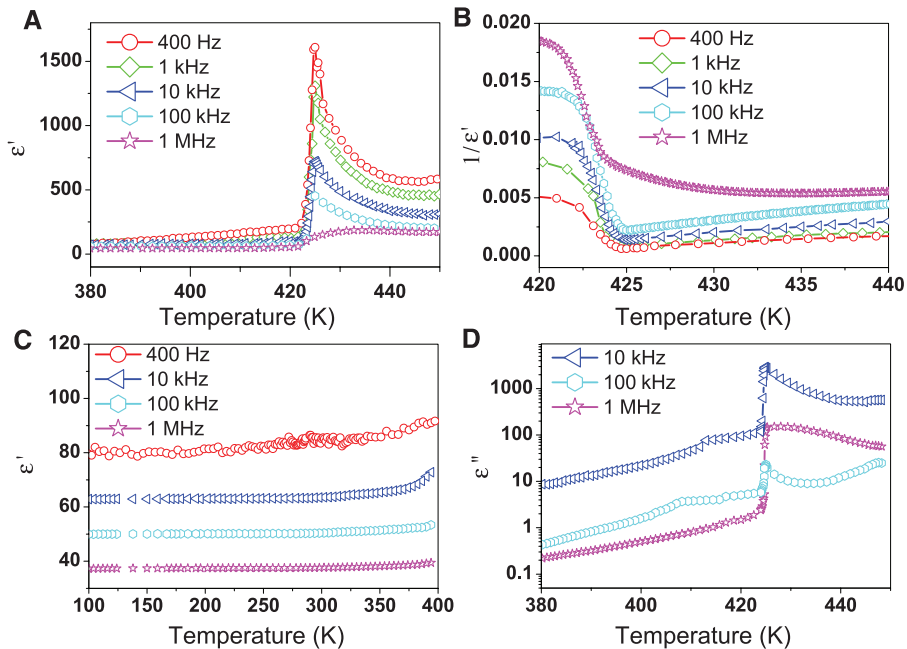 A
400 Hz
1 kHz
10 kHz
100 kHz
1 MHz
1500
1000
500
0
ε'
380 400 420 440
Temperature (K)
B
400 Hz
1 kHz
10 kHz
100 kHz
1 MHz
0.020
0.015
0.010
0.005
0.000
1/ε'
420 425 430 435 440
Temperature (K)
C
400 Hz
10 kHz
100 kHz
1 MHz
120
100
80
60
40
ε'
100 150 200 250 300 350 400
Temperature (K)
D
10 kHz
100 kHz
1 MHz
1000
100
10
1
0.1
ε''
380 400 420 440
Temperature (K)